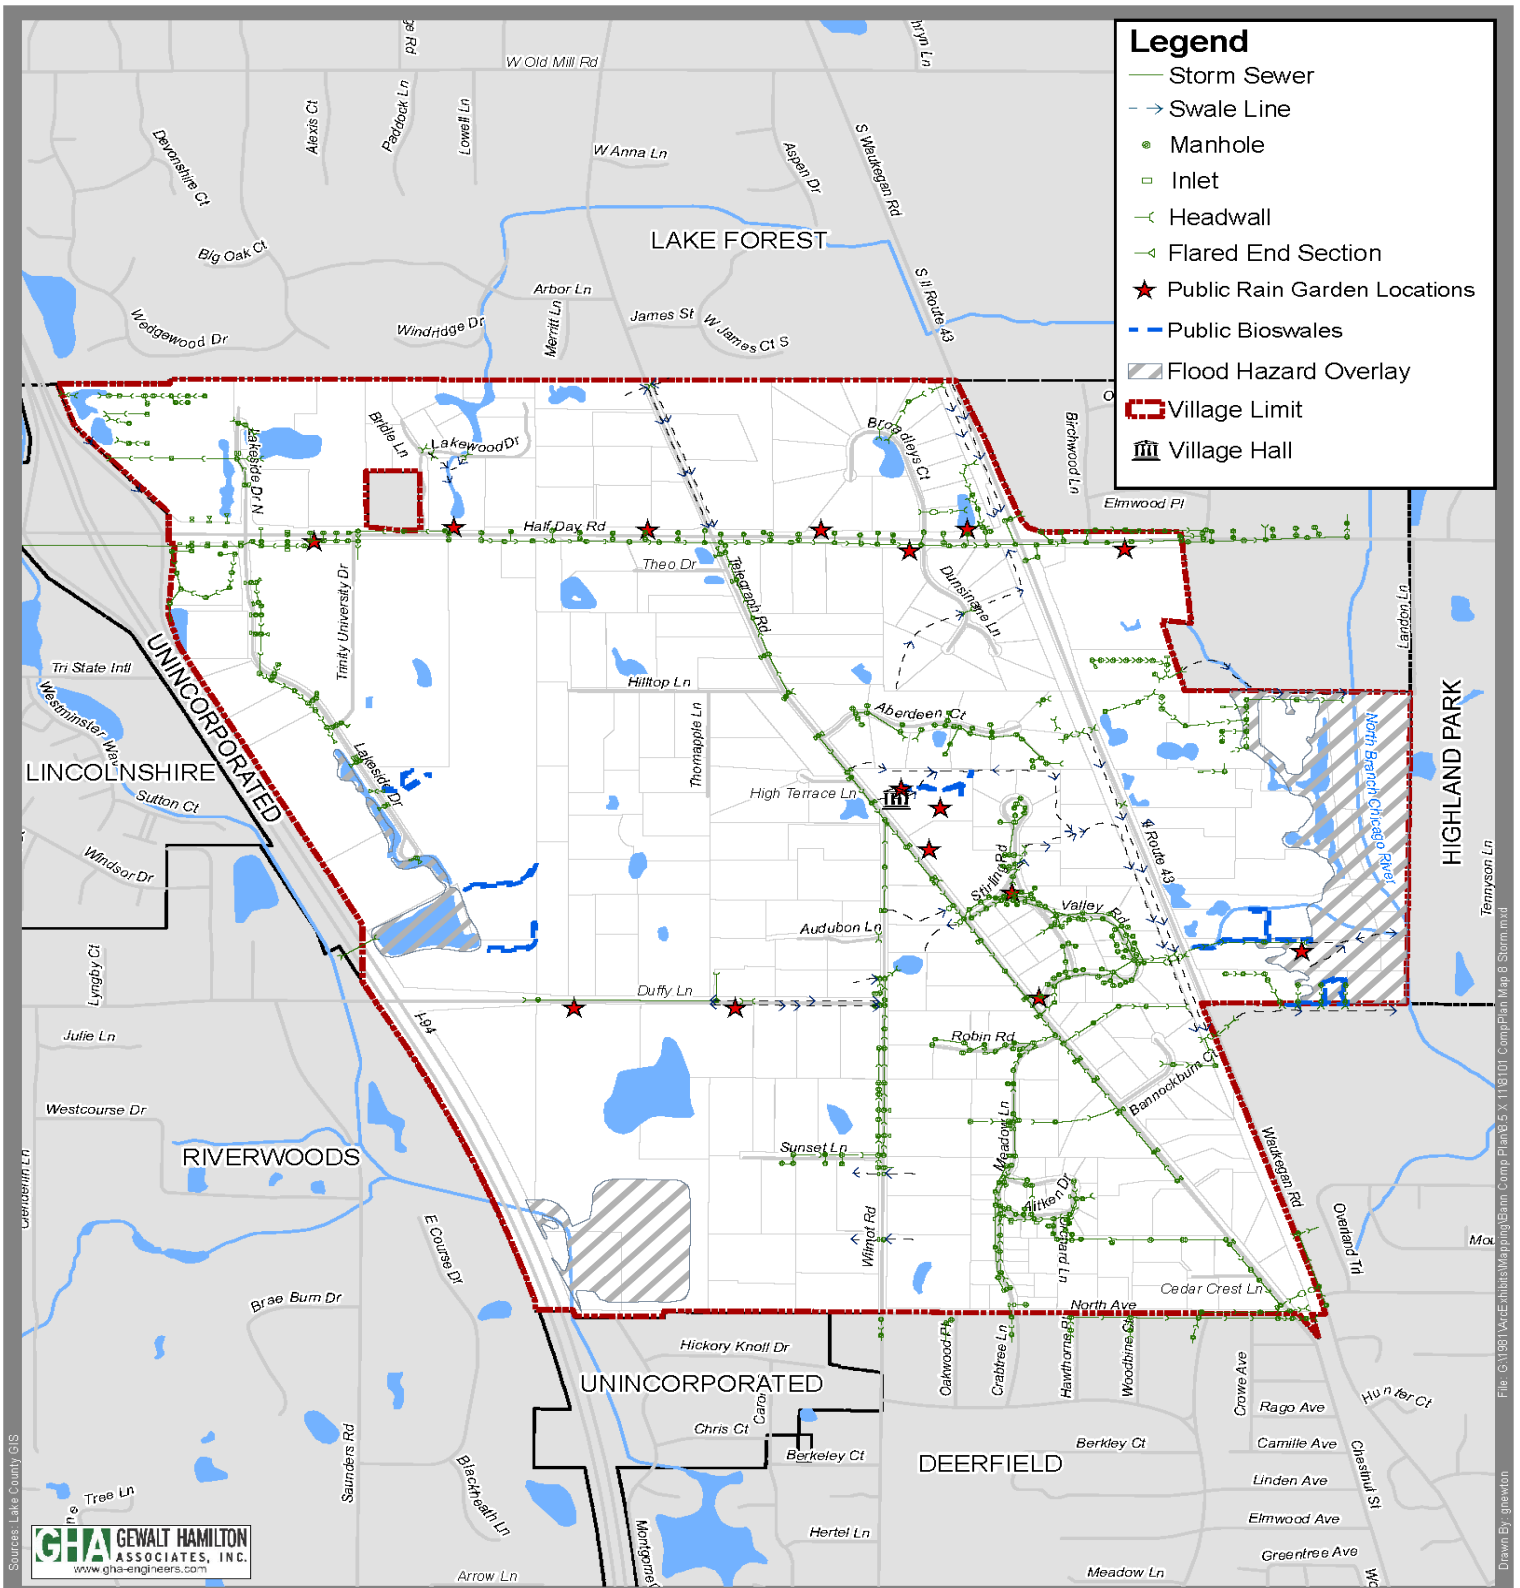 Legend
Storm Sewer
Swale Line
Manhole
Inlet
Headwall
Flared End Section
Public Rain Garden Locations
Public Bioswales
Flood Hazard Overlay
Village Limit
Village Hall
W Old Mill Rd
Alexis Ct
Paddock Ln
Lowell Ln
Devonshire Ct
W Anna Ln
Aspen Dr
S Waukegan Rd
LAKE FOREST
Big Oak Ct
Arbor Ln
Merritt Ln
James St
W James Ct S
Wedgewood Dr
Windridge Dr
S Il Route 43
Birchwood Ln
Elmwood Pl
Bridle Ln
Lakewood Dr
Broadleys Ct
Lakeside Dr N
Half Day Rd
Theo Dr
Telegraph Rd
Dunsinane Ln
Trinity University Dr
Landon Ln
UNINCORPORATED
Tri State Intl
Westminster Way
LINCOLNSHIRE
Sutton Ct
Windsor Dr
Hilltop Ln
Thornapple Ln
Aberdeen Ct
Lakeside Dr
High Terrace Ln
Il Route 43
North Branch Chicago River
HIGHLAND PARK
Tennyson Ln
Stirling Rd
Valley Rd
Audubon Ln
Lyngby Ct
Duffy Ln
I-94
Julie Ln
Robin Rd
Bannockburn Ct
Westcourse Dr
Meadow Ln
RIVERWOODS
Sunset Ln
Waukegan Rd
Aitken Dr
Orchard Ln
Wilmot Rd
Overland Trl
E Course Dr
Brae Burn Dr
Cedar Crest Ln
North Ave
Hickory Knoll Dr
UNINCORPORATED
Oakwood Pl
Crabtree Ln
Woodbine Ct
Crowe Ave
Rago Ave
Hunter Ct
Chris Ct
Berkeley Ct
Berkley Ct
Camille Ave
Chestnut St
DEERFIELD
Linden Ave
Saunders Rd
Blackheath Ln
Tree Ln
Hertel Ln
Elmwood Ave
Greentree Ave
Arrow Ln
Meadow Ln
GHA GEWALT HAMILTON
ASSOCIATES, INC.
www.gha-engineers.com
Sources: Lake County GIS
Drawn By: gnewton